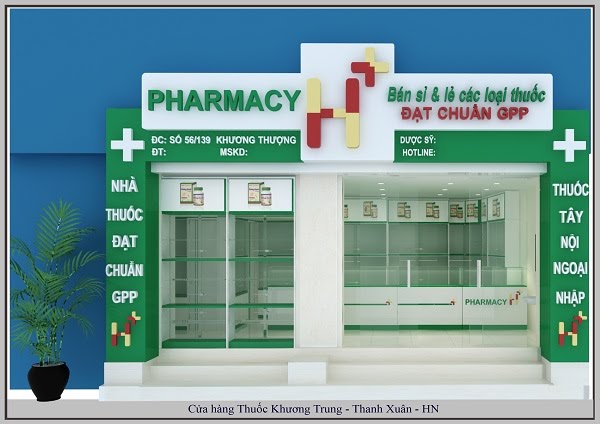 PHARMACY
Bán sỉ & lẻ các loại thuốc
ĐẠT CHUẨN GPP
ĐC: SỐ 56/139 KHƯƠNG THƯỢNG
ĐT: MSKD:
DƯỢC SỸ:
HOTLINE:
NHÀ
THUỐC
ĐẠT
CHUẨN
GPP
THUỐC
TÂY
NỘI
NGOẠI
NHẬP
PHARMACY
Cửa hàng Thuốc Khương Trung - Thanh Xuân - HN